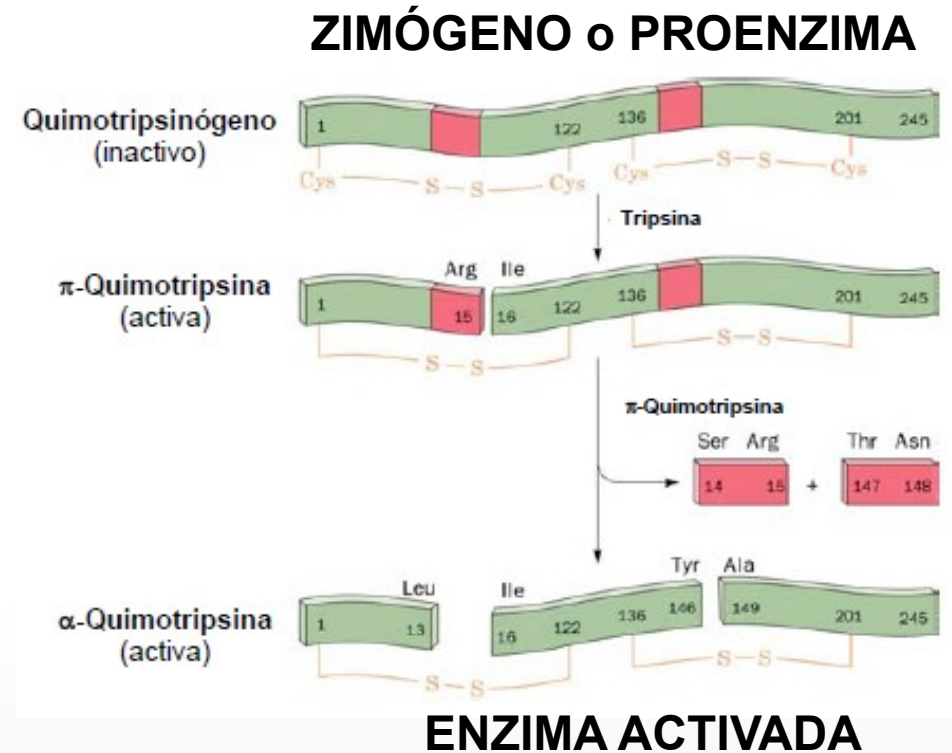 ZIMÓGENO o PROENZIMA
Quimotripsinógeno
(inactivo)
1 122 136 201 245
Cys S—S Cys Cys S—S Cys
Tripsina
π-Quimotripsina
(activa)
Arg Ile
1 15 16 122 136 201 245
S—S S—S
π-Quimotripsina
Ser Arg Thr Asn
14 15 + 147 148
α-Quimotripsina
(activa)
Leu Ile Tyr Ala
1 13 16 122 136 146 149 201 245
S—S S—S
ENZIMA ACTIVADA